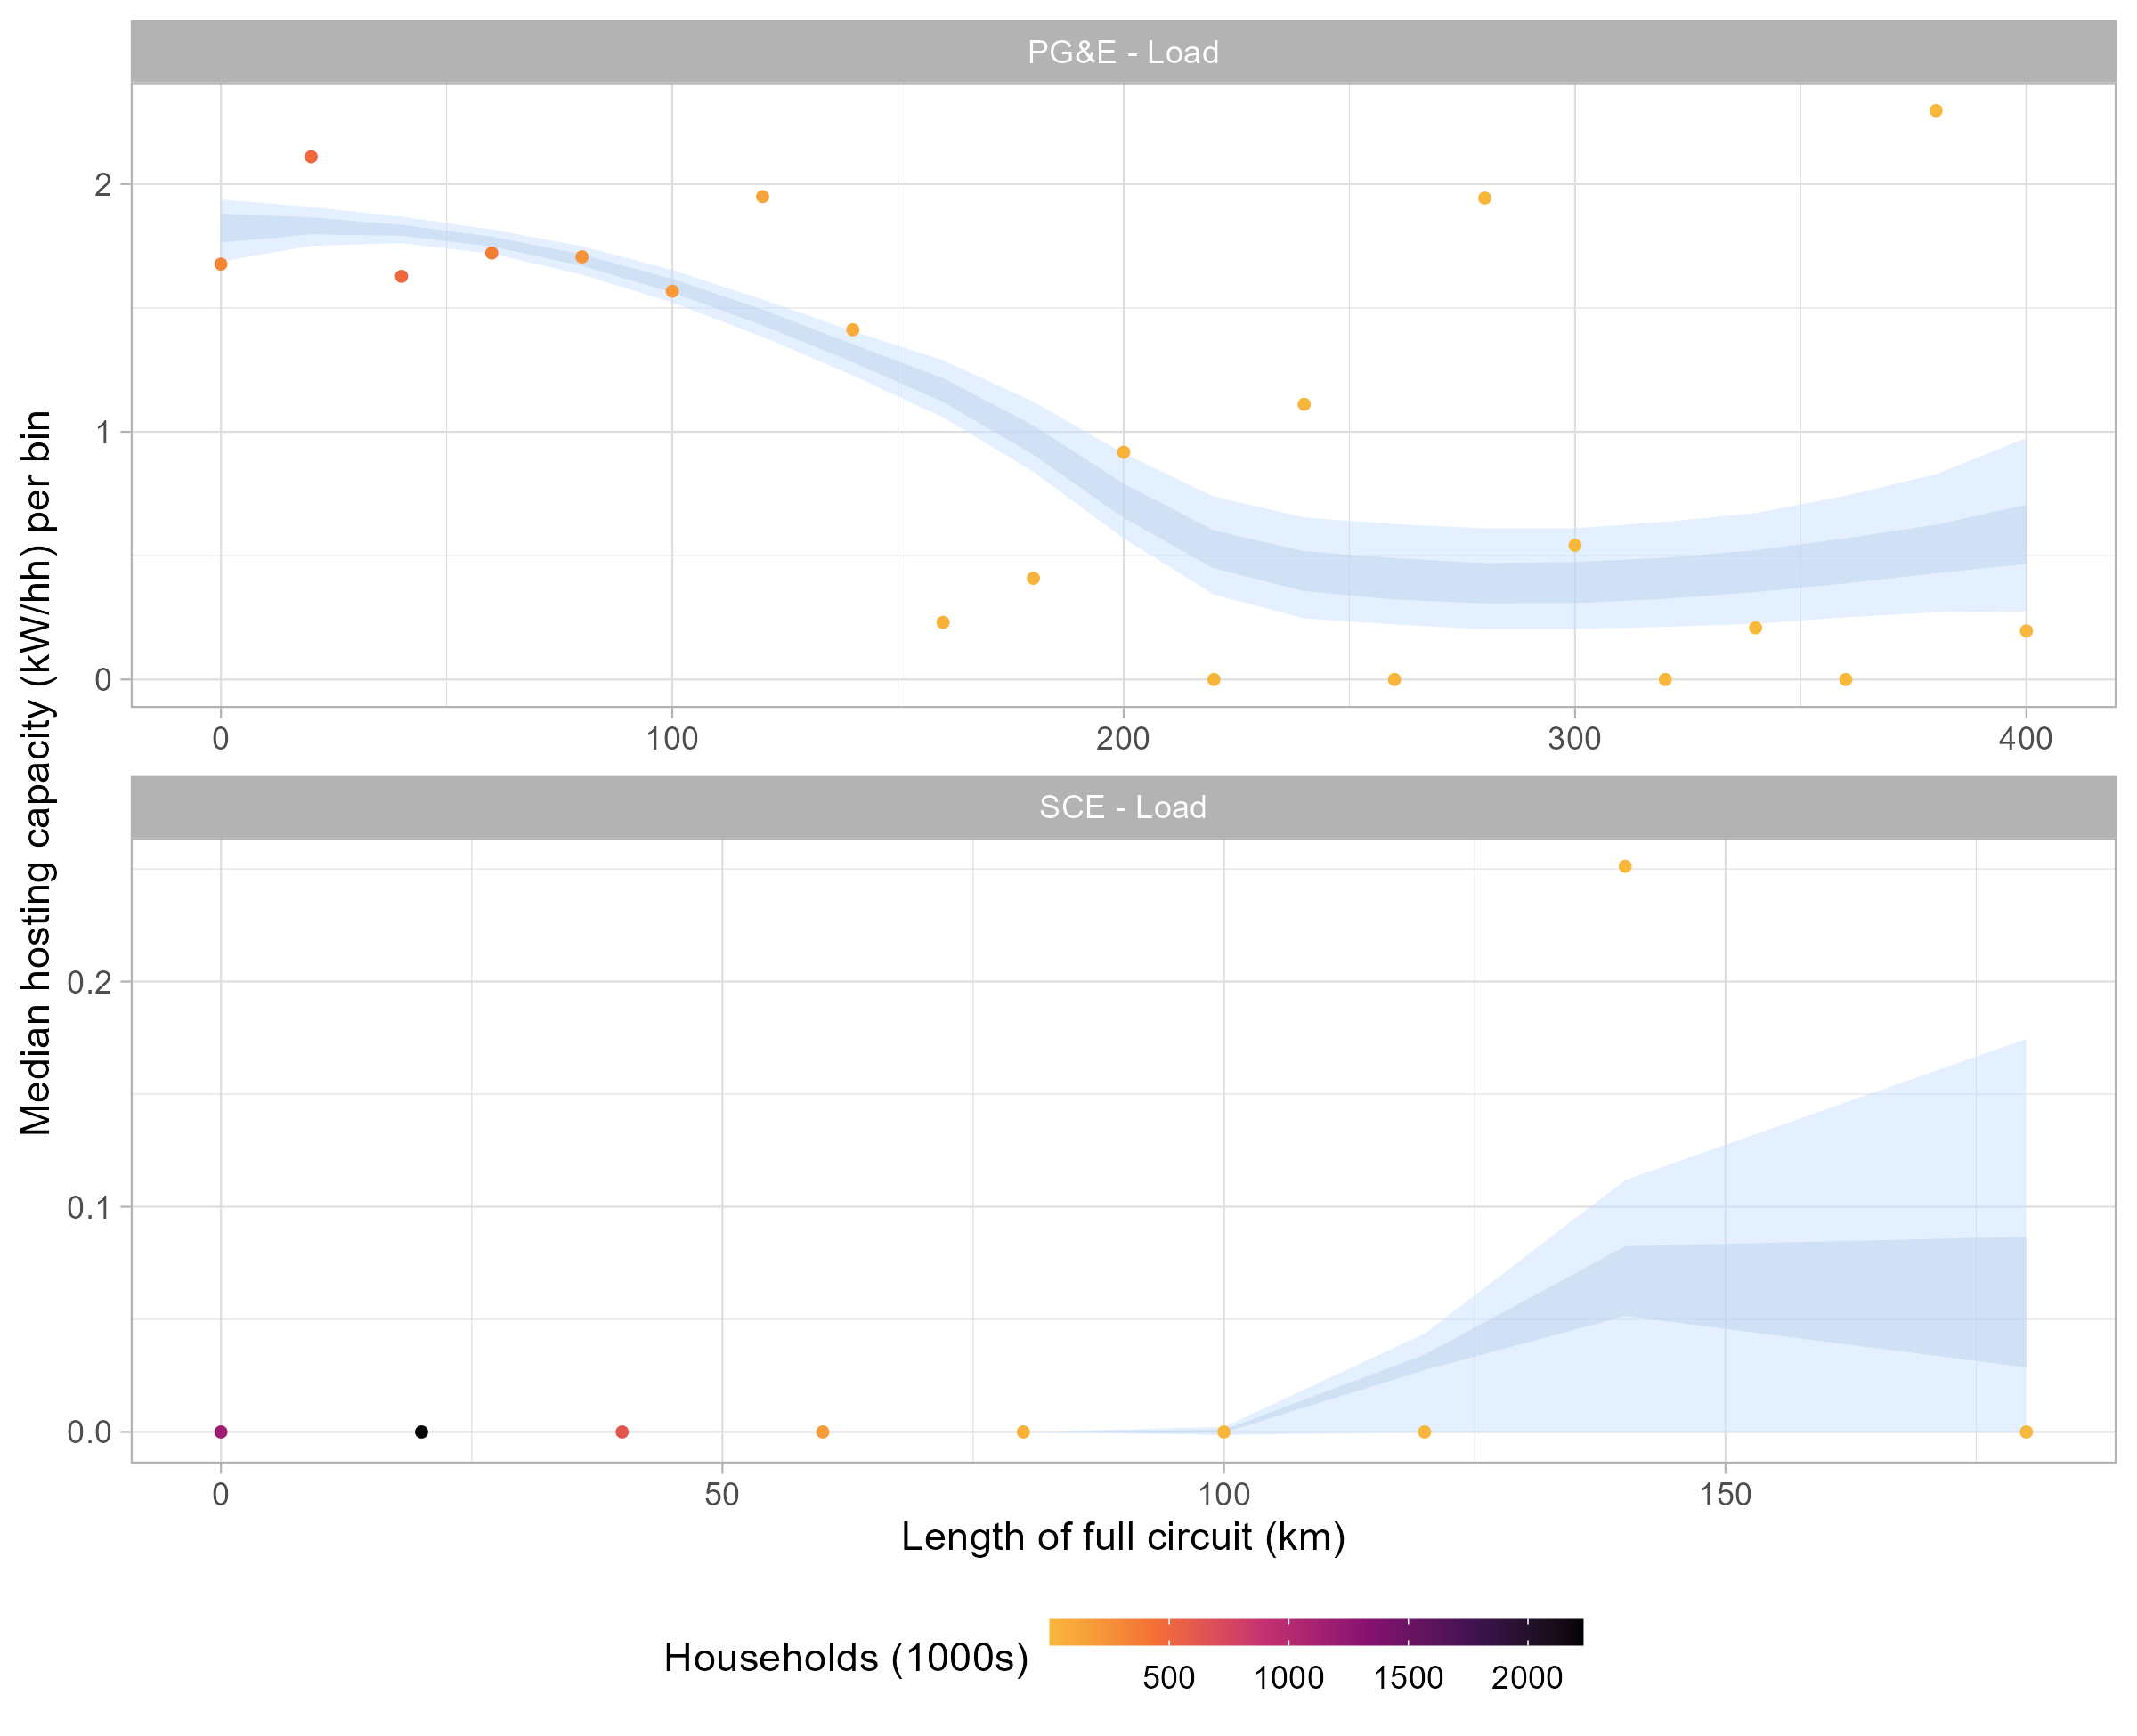 PG&E - Load
2
1
0
0 100 200 300 400
Median hosting capacity (kW/hh) per bin
SCE - Load
0.2
0.1
0.0
0 50 100 150
Length of full circuit (km)
Households (1000s)
500 1000 1500 2000